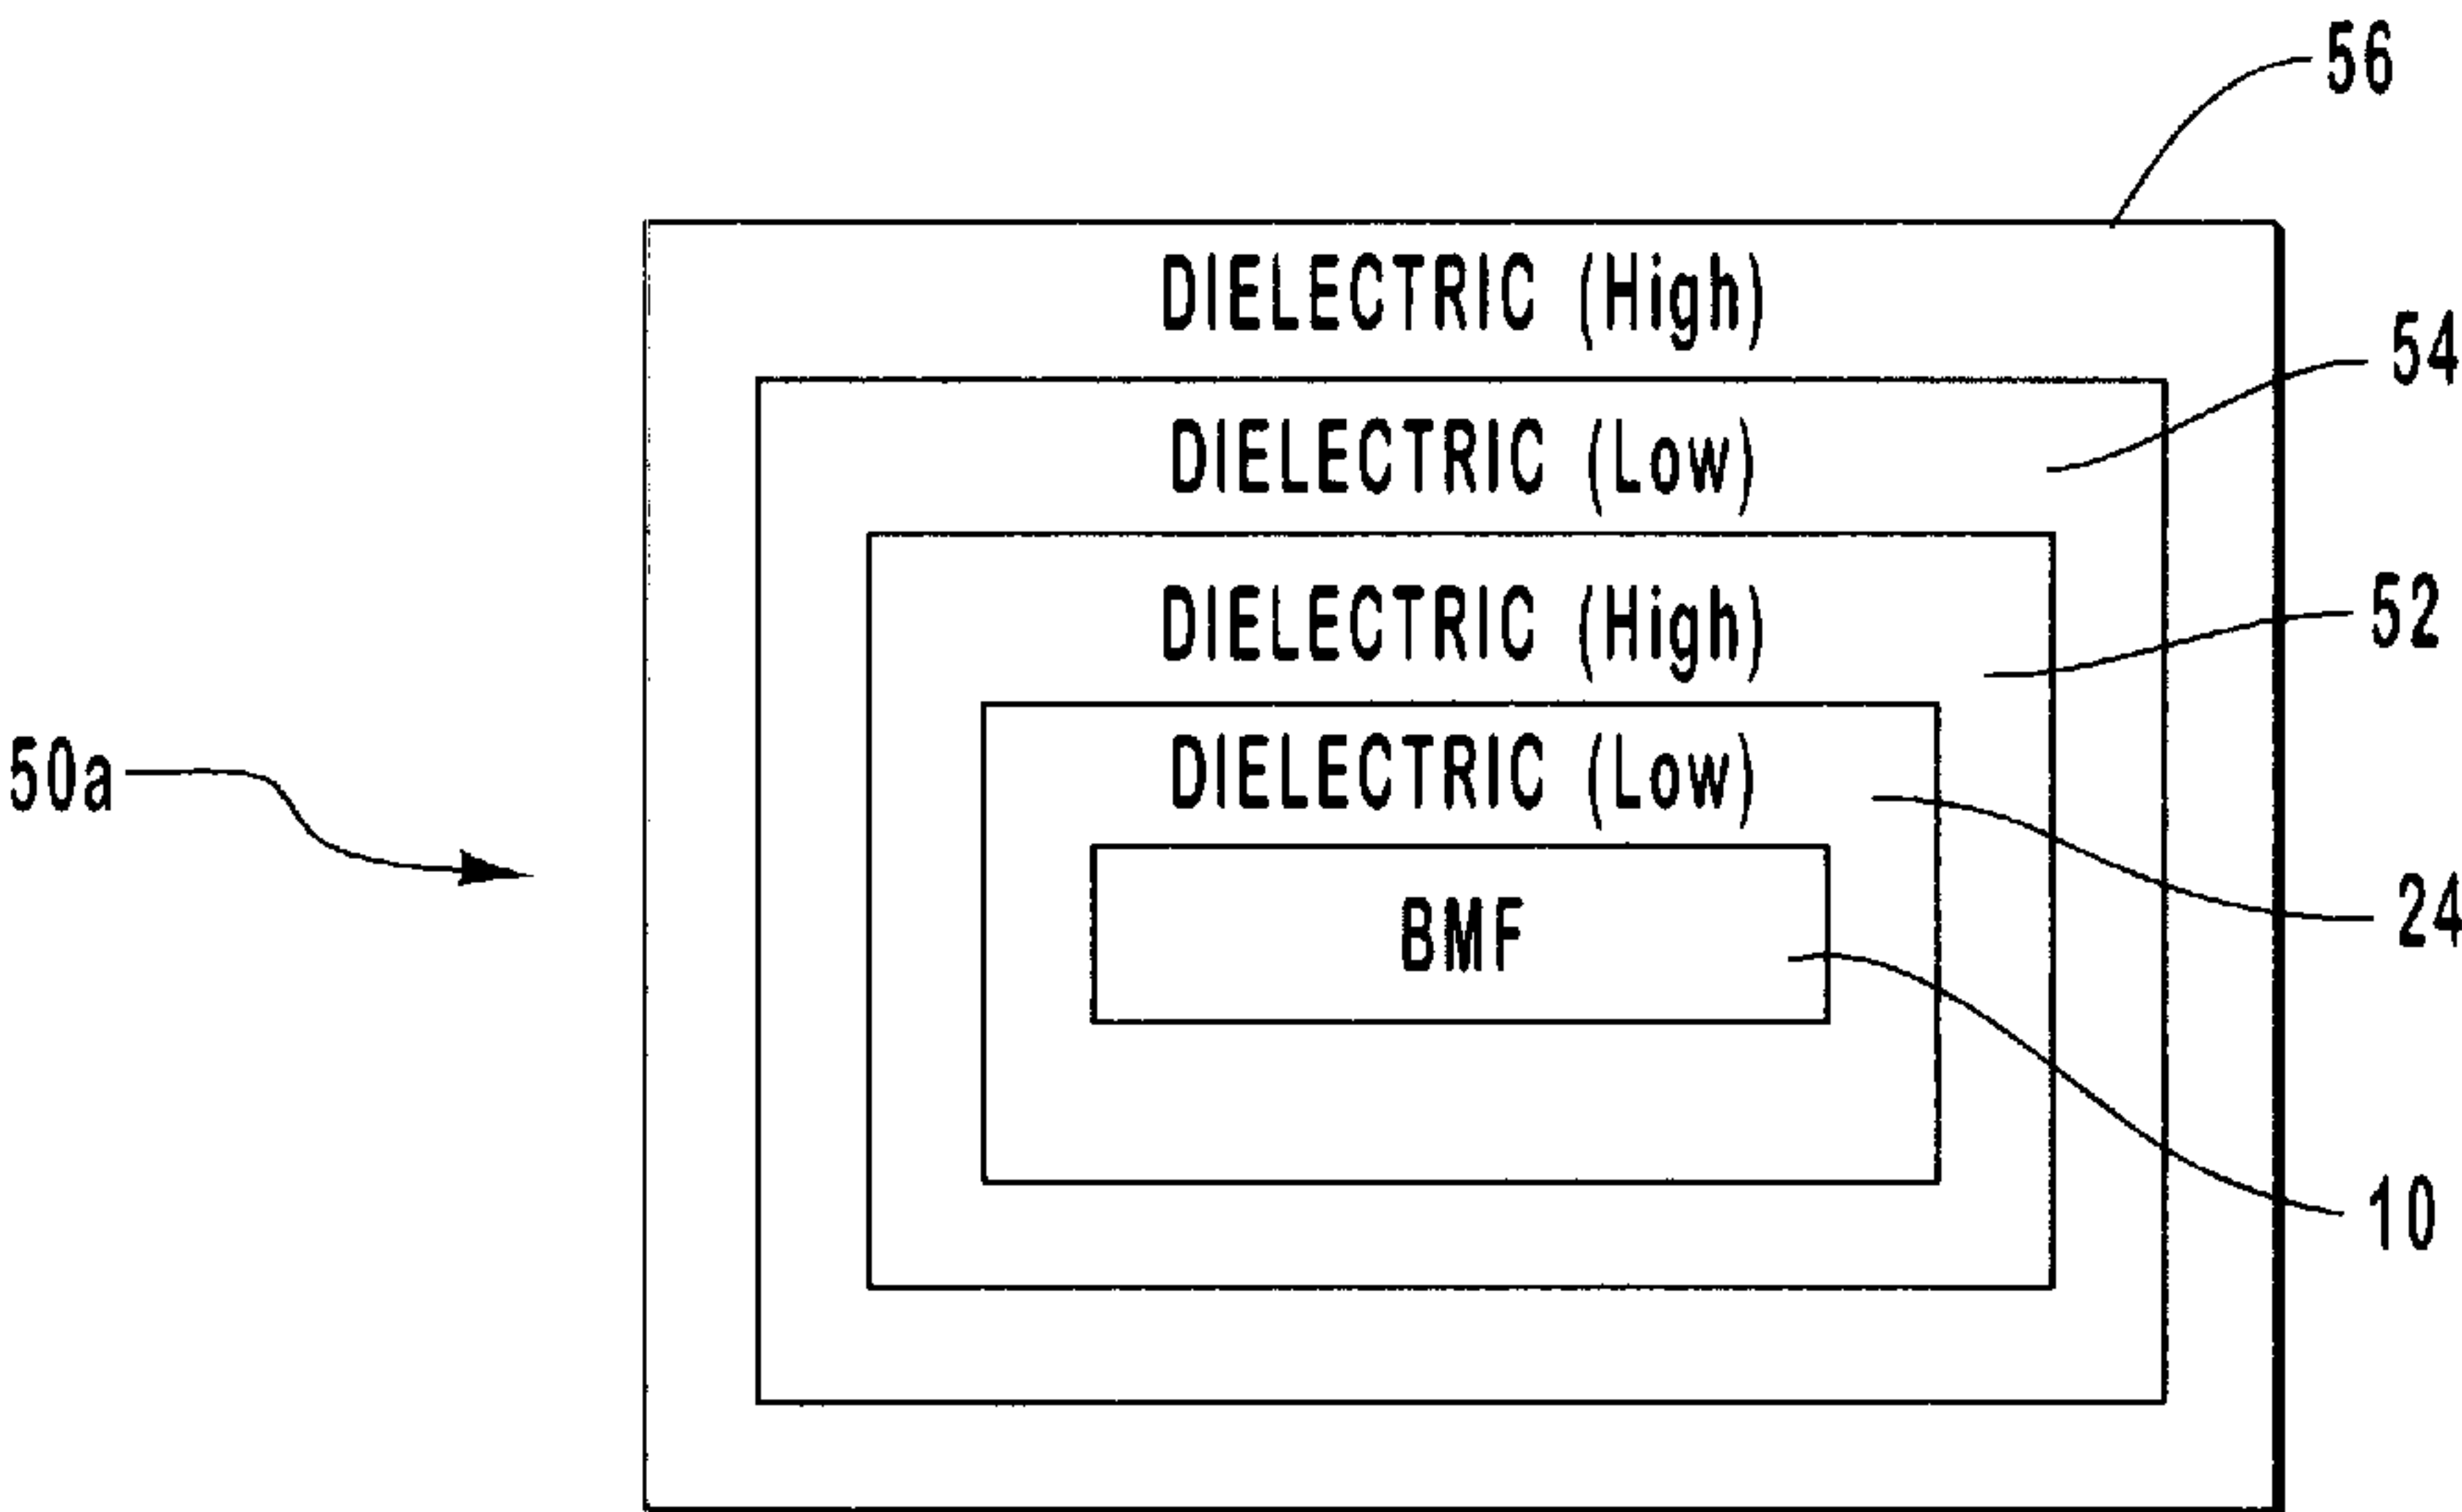 56
DIELECTRIC (High)
54
DIELECTRIC (Low)
52
DIELECTRIC (High)
50a
DIELECTRIC (Low)
24
BMF
10